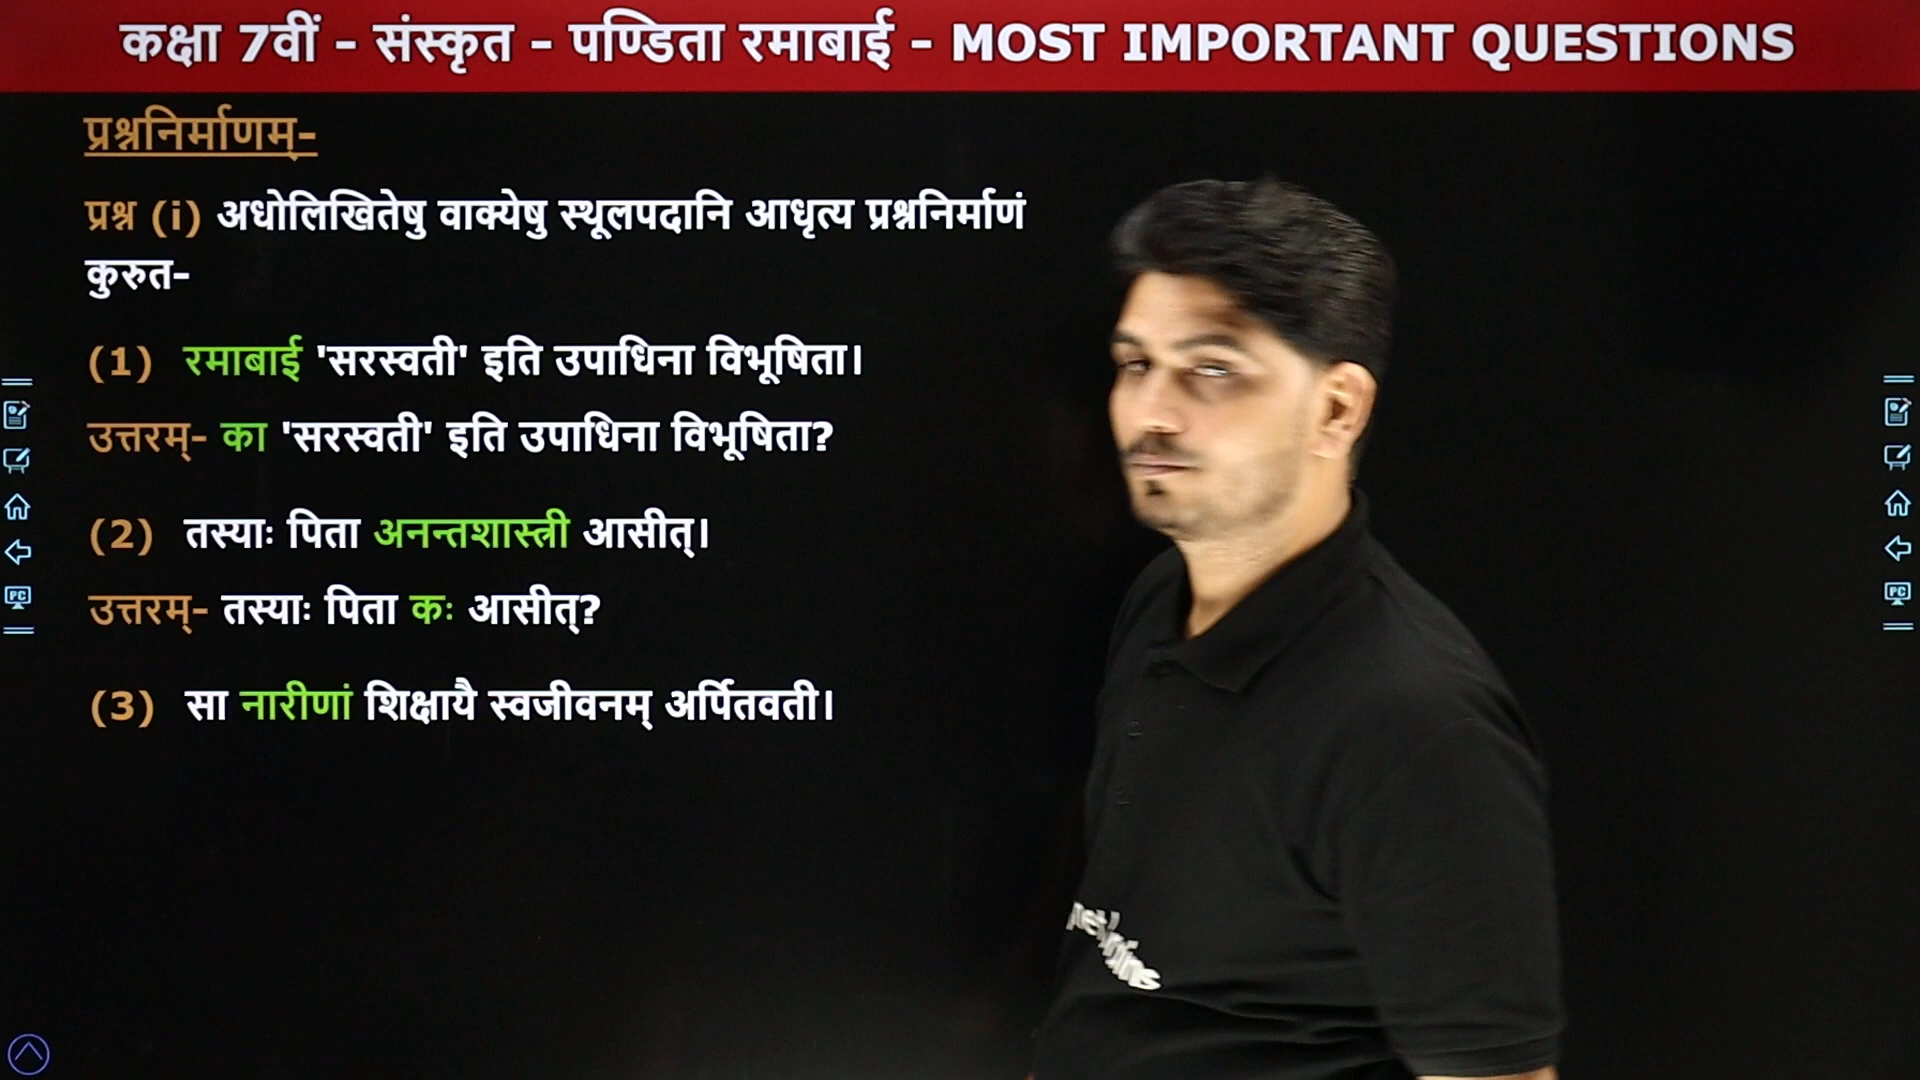 कक्षा 7वीं - संस्कृत - पण्डिता रमाबाई - MOST IMPORTANT QUESTIONS
प्रश्ननिर्माणम्-
प्रश्न (i) अधोलिखितेषु वाक्येषु स्थूलपदानि आधृत्य प्रश्ननिर्माणं
कुरुत-
(1) रमाबाई 'सरस्वती' इति उपाधिना विभूषिता।
उत्तरम्- का 'सरस्वती' इति उपाधिना विभूषिता?
(2) तस्याः पिता अनन्तशास्त्री आसीत्।
उत्तरम्- तस्याः पिता कः आसीत्?
(3) सा नारीणां शिक्षायै स्वजीवनम् अर्पितवती।
PC
PC